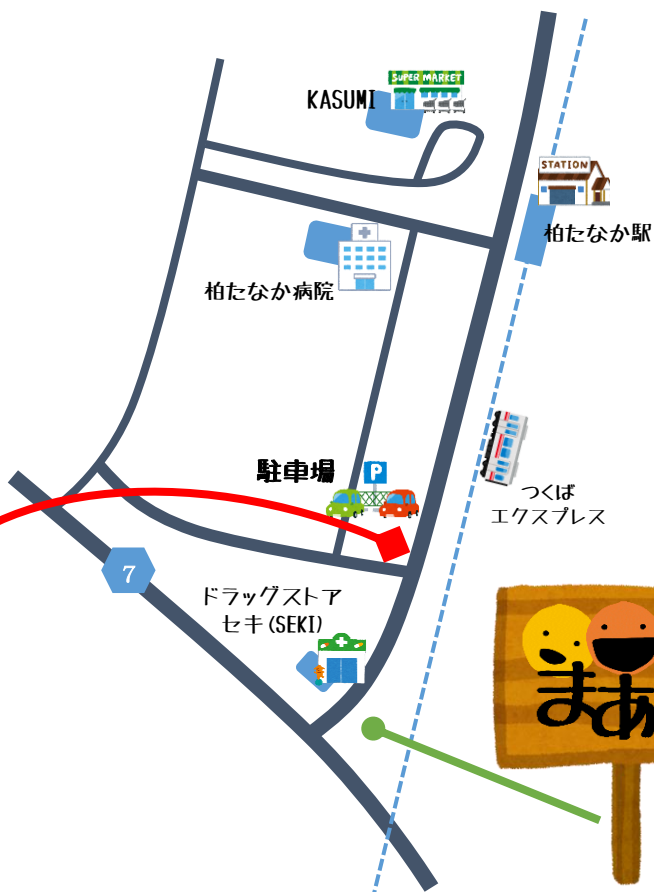 SUPER MARKET
KASUMI
STATION
柏たなか駅
柏たなか病院
駐車場
P
つくば
エクスプレス
7
ドラッグストア
セキ(SEKI)
まあ